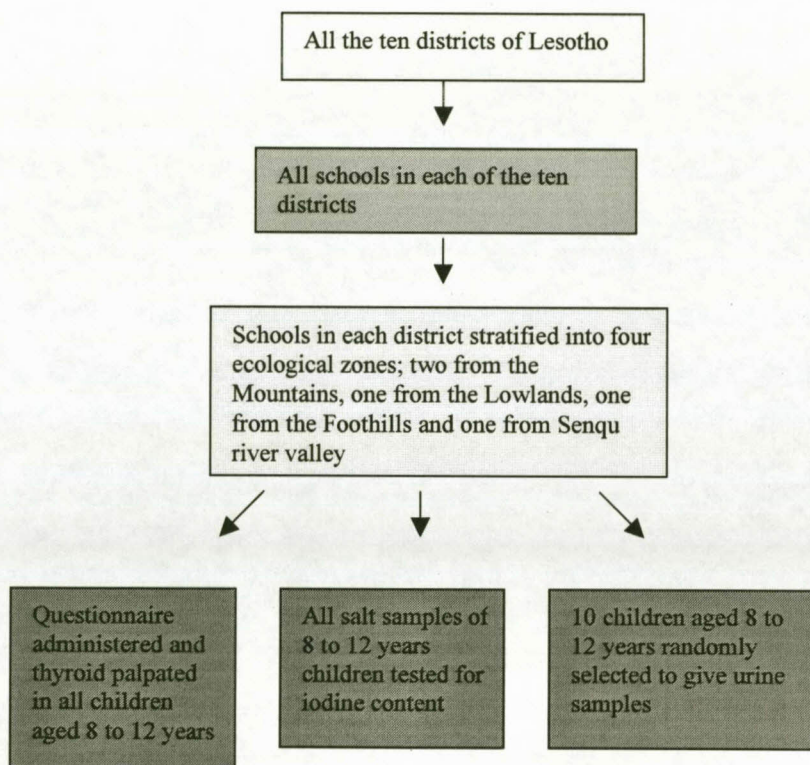 All the ten districts of Lesotho
All schools in each of the ten
districts
Schools in each district stratified into four
ecological zones; two from the
Mountains, one from the Lowlands, one
from the Foothills and one from Senqu
river valley
Questionnaire
administered and
thyroid palpated
in all children
aged 8 to 12 years
All salt samples of
8 to 12 years
children tested for
iodine content
10 children aged 8 to
12 years randomly
selected to give urine
samples